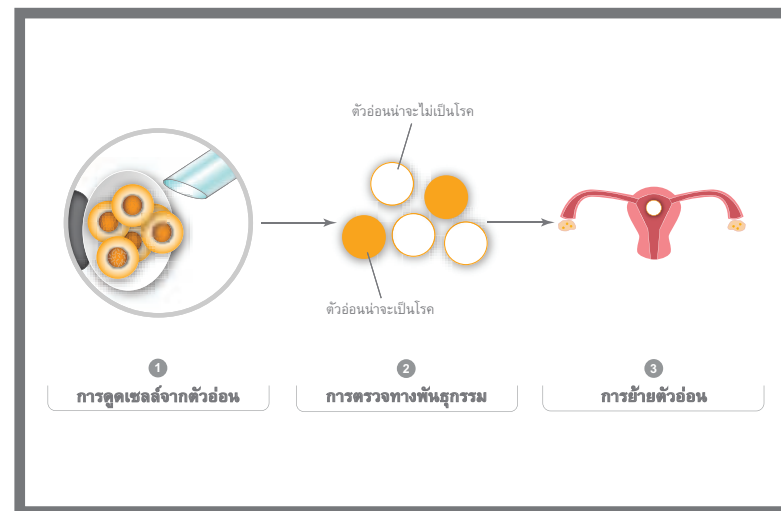 ตัวอ่อนน่าจะไม่เป็นโรค
ตัวอ่อนน่าจะเป็นโรค
1
การดูดเซลล์จากตัวอ่อน
2
การตรวจทางพันธุกรรม
3
การย้ายตัวอ่อน